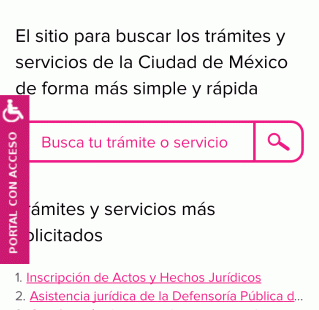 El sitio para buscar los trámites y
servicios de la Ciudad de México
de forma más simple y rápida
PORTAL CON ACCESO
Busca tu trámite o servicio
rámites y servicios más
olicitados
1. Inscripción de Actos y Hechos Jurídicos
2. Asistencia jurídica de la Defensoría Pública d...